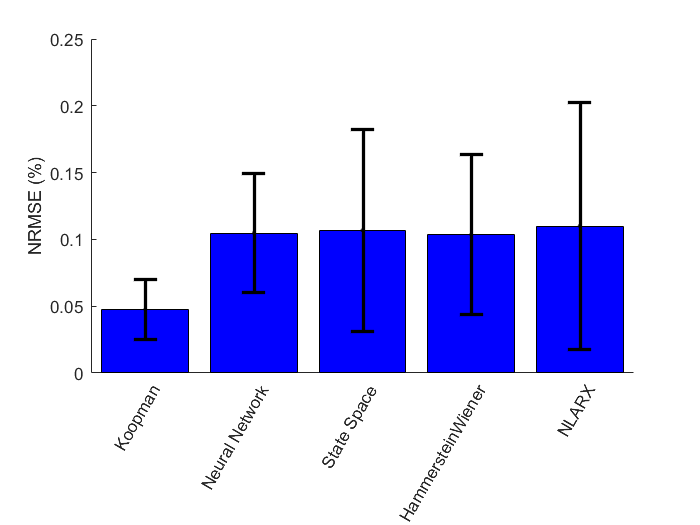 0.25
0.2
0.15
0.1
0.05
0
NRMSE (%)
Koopman
Neural Network
State Space
HammersteinWiener
NLARX